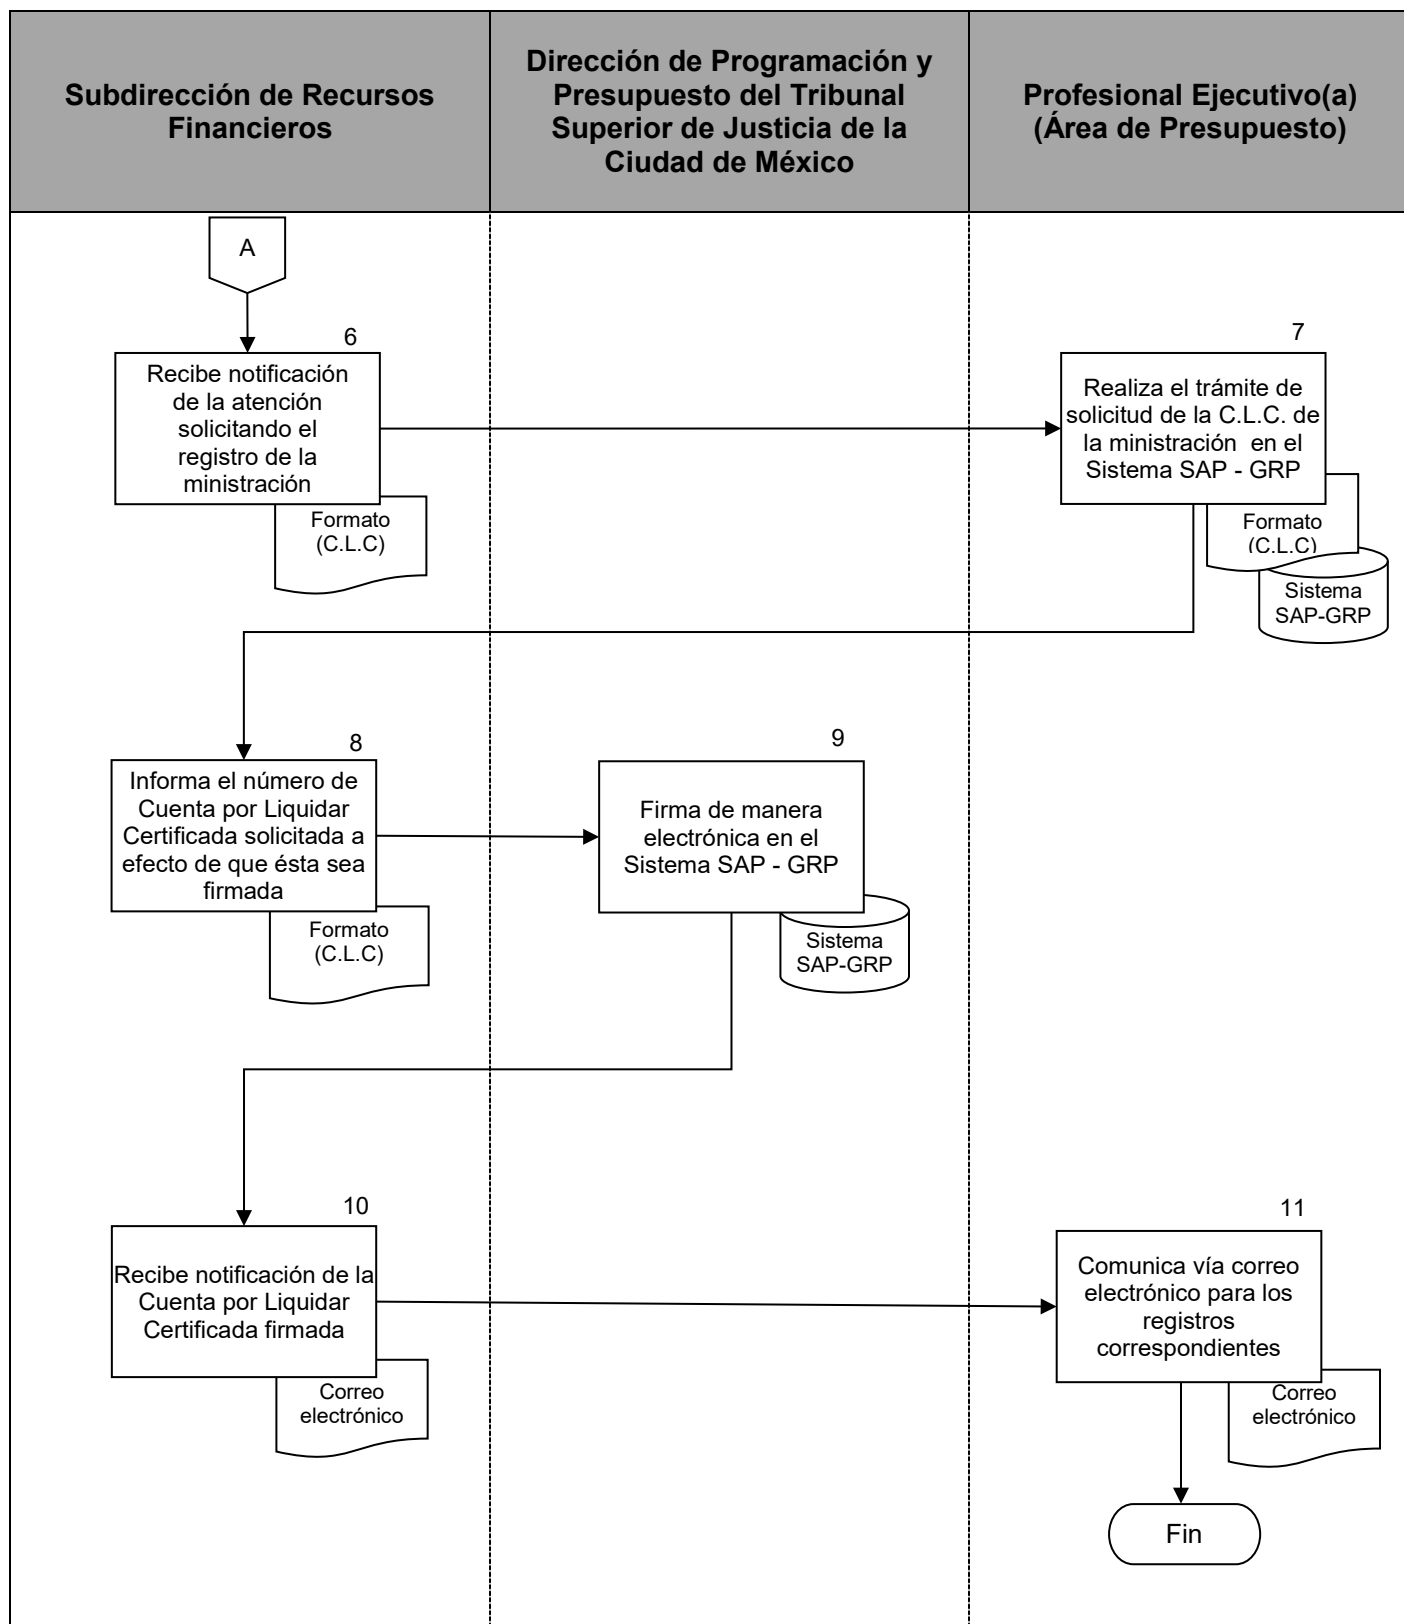 Subdirección de Recursos
Financieros
Dirección de Programación y
Presupuesto del Tribunal
Superior de Justicia de la
Ciudad de México
Profesional Ejecutivo(a)
(Área de Presupuesto)
A
6
Recibe notificación
de la atención
solicitando el
registro de la
ministración
Formato
(C.L.C)
7
Realiza el trámite de
solicitud de la C.L.C. de
la ministración en el
Sistema SAP - GRP
Formato
(C.L.C)
Sistema
SAP-GRP
8
Informa el número de
Cuenta por Liquidar
Certificada solicitada a
efecto de que ésta sea
firmada
Formato
(C.L.C)
9
Firma de manera
electrónica en el
Sistema SAP - GRP
Sistema
SAP-GRP
10
Recibe notificación de la
Cuenta por Liquidar
Certificada firmada
Correo
electrónico
11
Comunica vía correo
electrónico para los
registros
correspondientes
Correo
electrónico
Fin